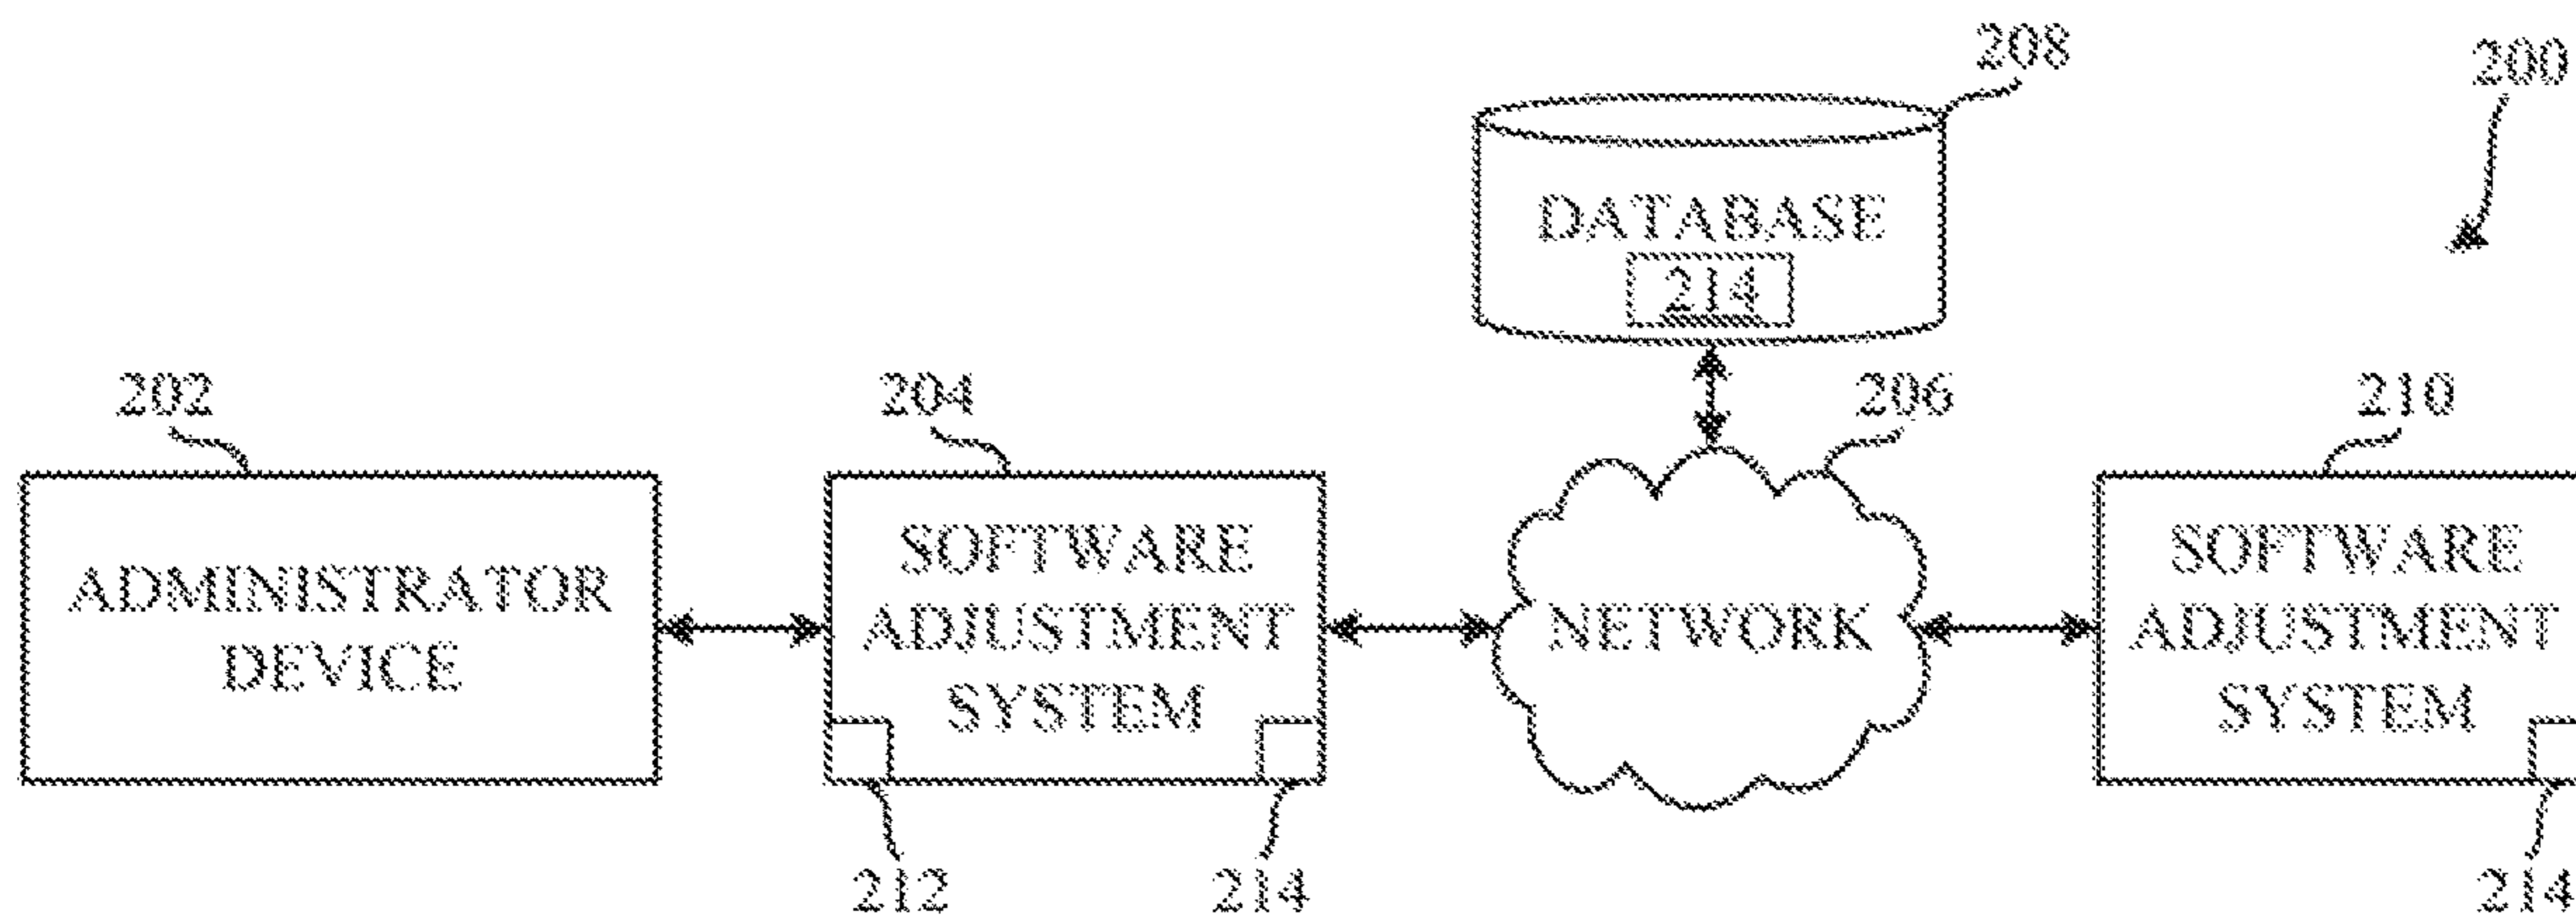 208
200
DATABASE
214
202
204
206
210
ADMINISTRATOR
DEVICE
SOFTWARE
ADJUSTMENT
SYSTEM
NETWORK
SOFTWARE
ADJUSTMENT
SYSTEM
212
214
214